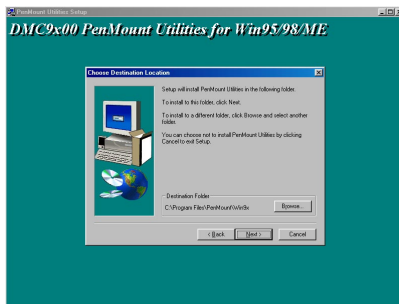 PenMount Utilities Setup
DMC9x00 PenMount Utilities for Win95/98/ME
Choose Destination Location
Setup will install PenMount Utilities in the following folder.
To install to this folder, click Next.
To install to a different folder, click Browse and select another
folder.
You can choose not to install PenMount Utilities by clicking
Cancel to exit Setup.
Destination Folder
C:\Program Files\PenMount\Win9x
Browse...
< Back
Next >
Cancel